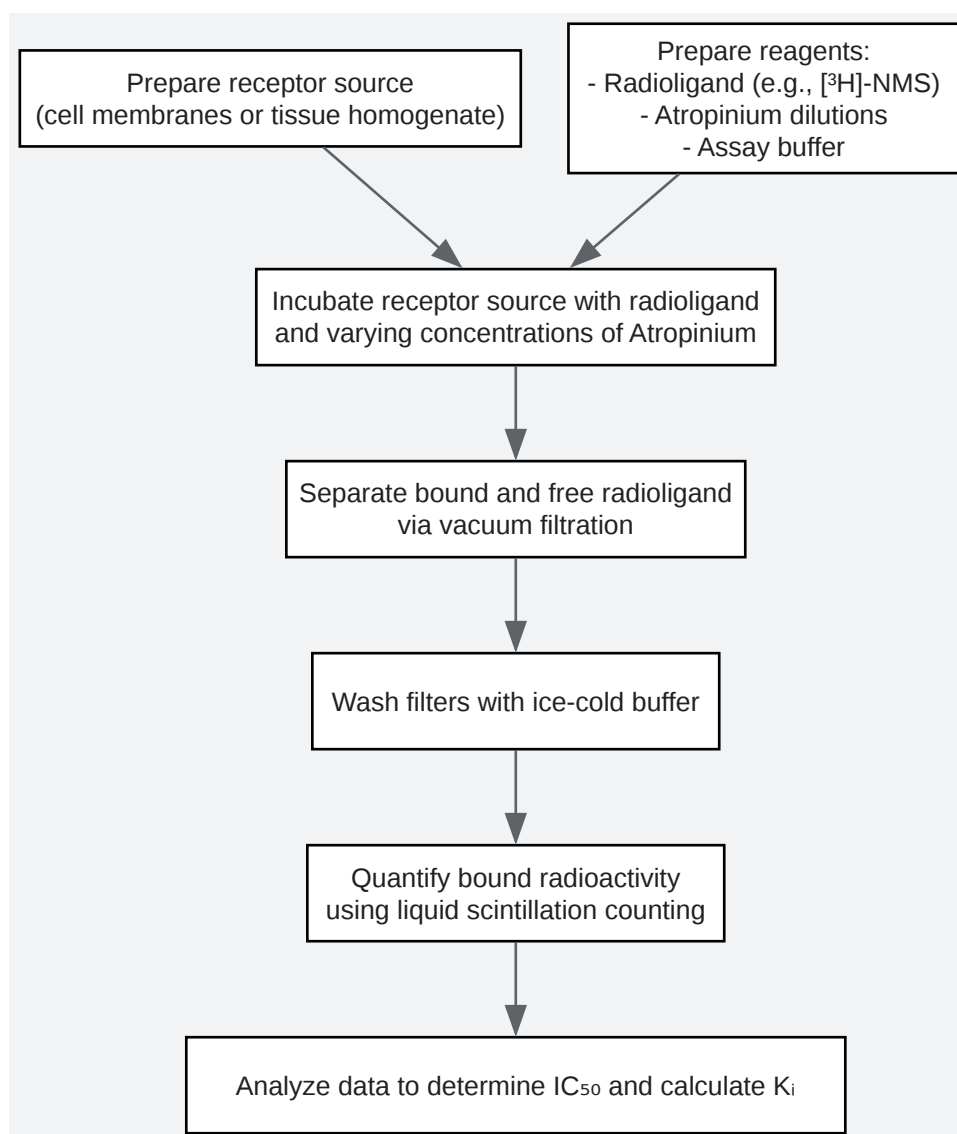 Prepare receptor source
(cell membranes or tissue homogenate)
Prepare reagents:
- Radioligand (e.g., [³H]-NMS)
- Atropinium dilutions
- Assay buffer
Incubate receptor source with radioligand
and varying concentrations of Atropinium
Separate bound and free radioligand
via vacuum filtration
Wash filters with ice-cold buffer
Quantify bound radioactivity
using liquid scintillation counting
Analyze data to determine IC₅₀ and calculate Kᵢ